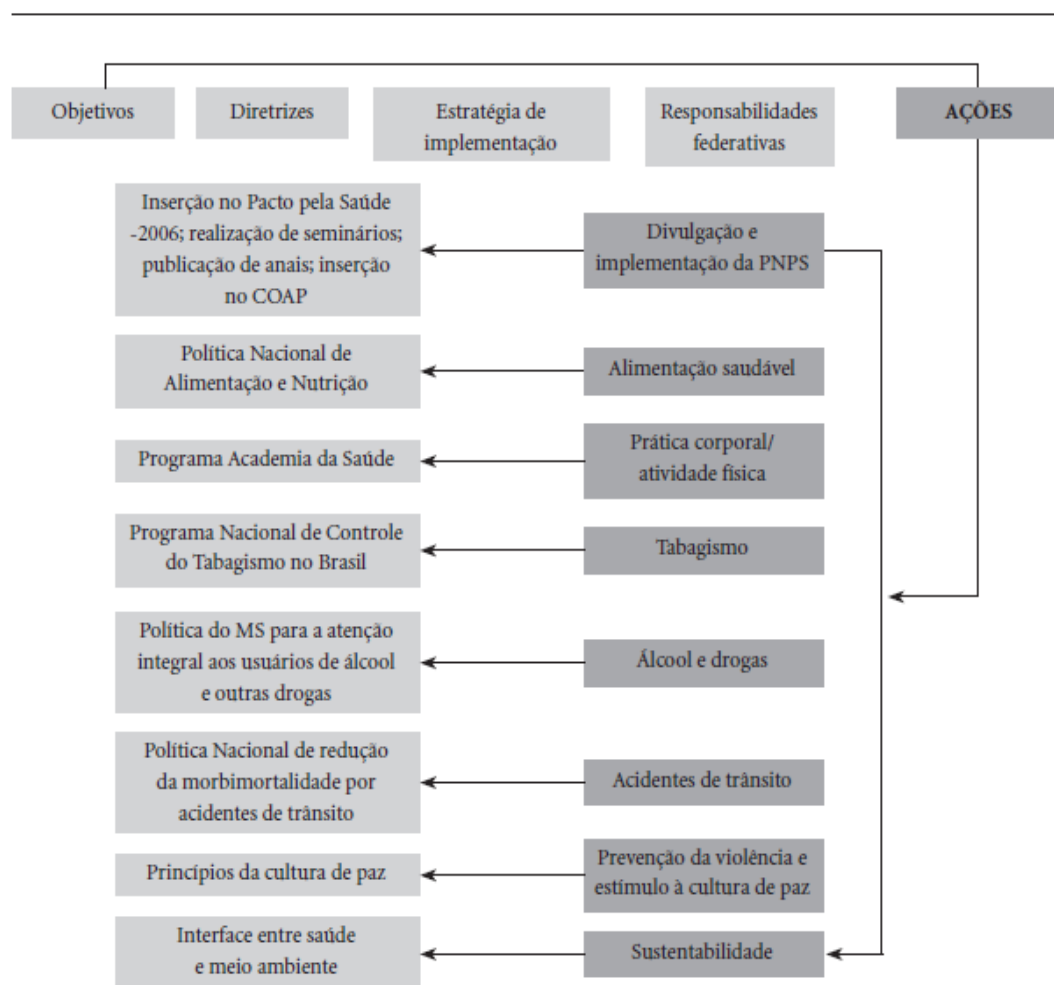 Objetivos
Diretrizes
Estratégia de
implementação
Responsabilidades
federativas
AÇÕES
Inserção no Pacto pela Saúde
-2006; realização de seminários;
publicação de anais; inserção
no COAP
Divulgação e
implementação da PNPS
Política Nacional de
Alimentação e Nutrição
Alimentação saudável
Programa Academia da Saúde
Prática corporal/
atividade física
Programa Nacional de Controle
do Tabagismo no Brasil
Tabagismo
Política do MS para a atenção
integral aos usuários de álcool
e outras drogas
Álcool e drogas
Política Nacional de redução
da morbimortalidade por
acidentes de trânsito
Acidentes de trânsito
Princípios da cultura de paz
Prevenção da violência e
estímulo à cultura de paz
Interface entre saúde
e meio ambiente
Sustentabilidade